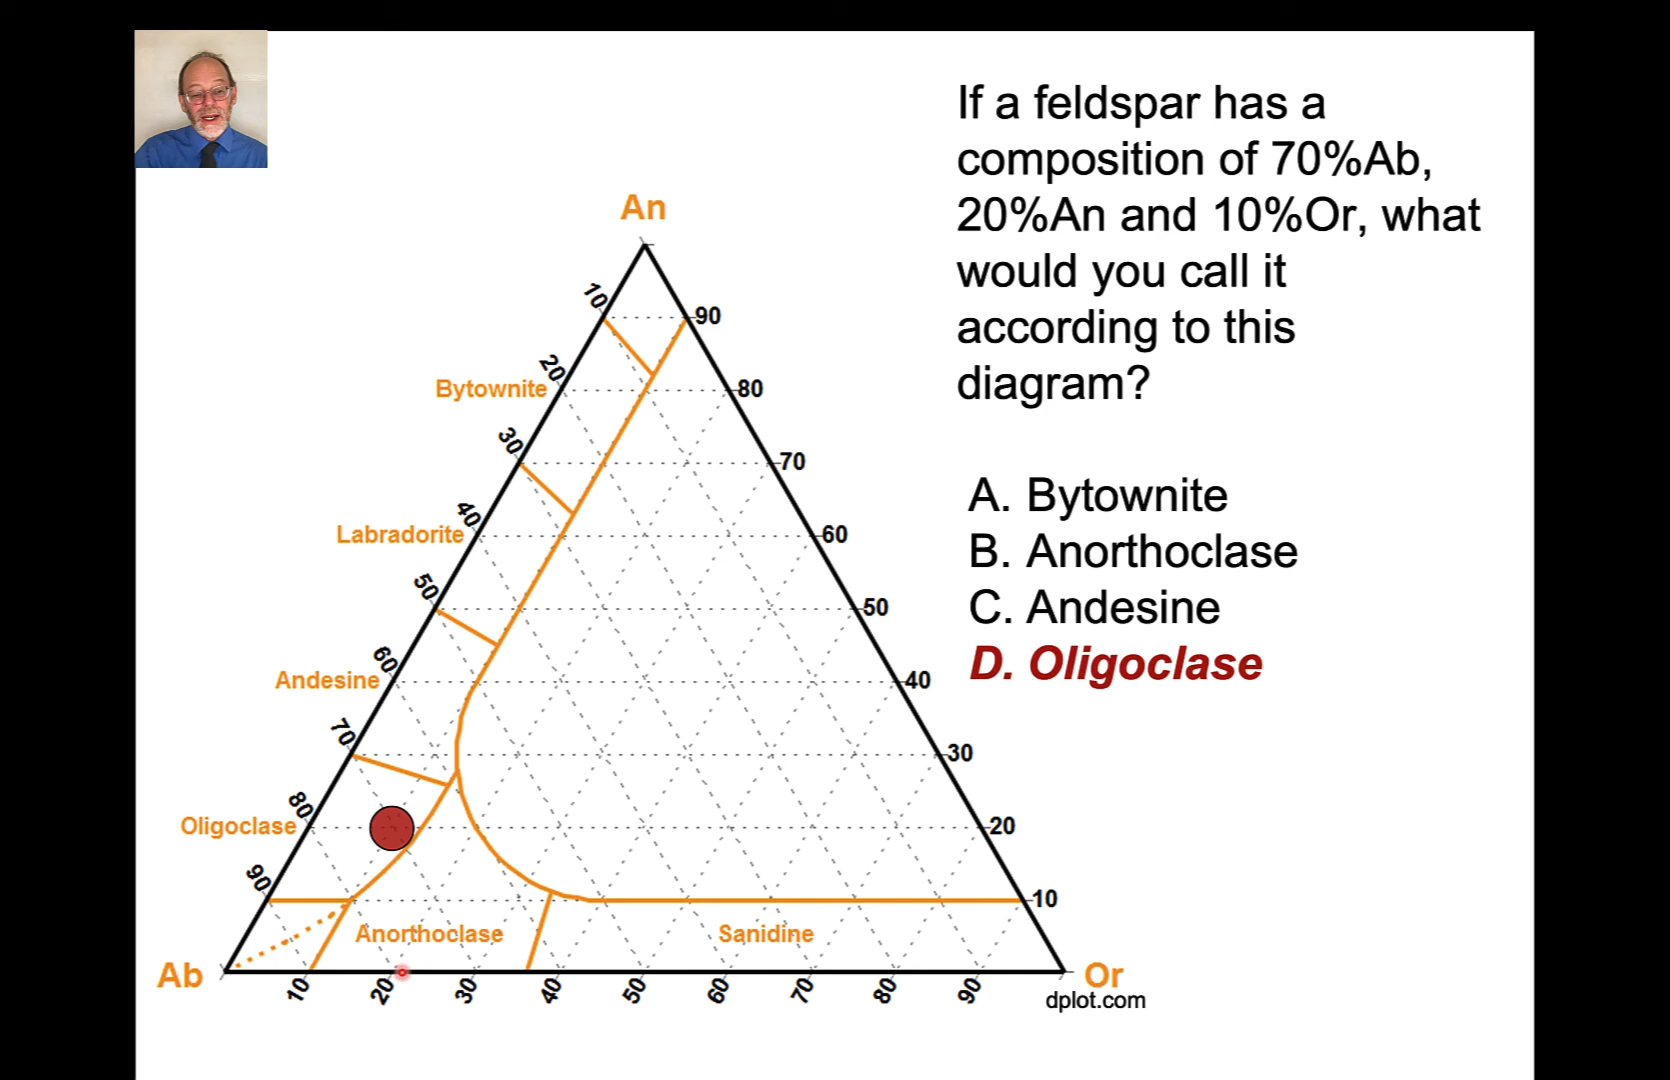 If a feldspar has a
composition of 70%Ab,
20%An and 10%Or, what
would you call it
according to this
diagram?
A. Bytownite
B. Anorthoclase
C. Andesine
D. Oligoclase
An
10
90
20
Bytownite
80
30
70
40
Labradorite
60
50
50
60
Andesine
40
70
30
80
Oligoclase
20
90
10
Anorthoclase
Sanidine
Ab
Or
10
20
30
40
50
60
70
80
90
dplot.com